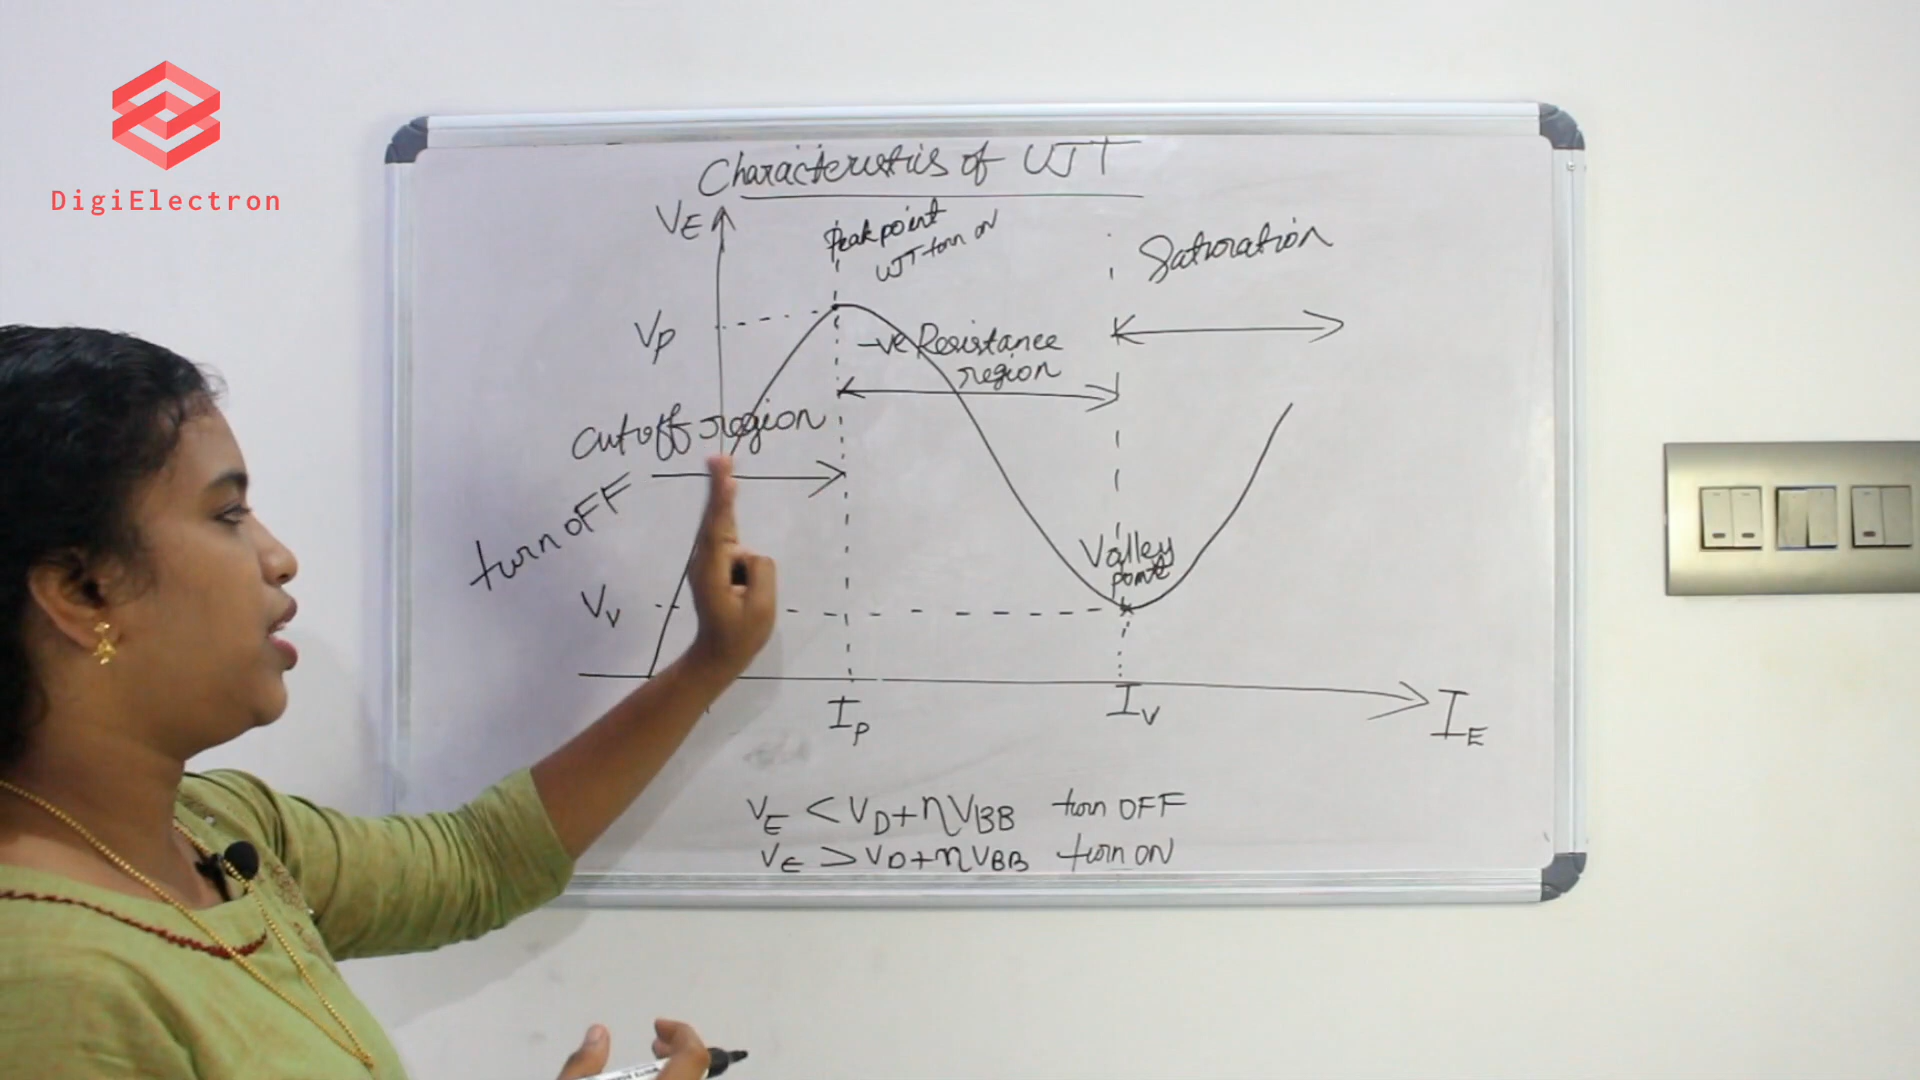 DigiElectron
Characteristics of UJT
VE
Peak point
UJT turn on
Saturation
VP
-ve Resistance
region
Cutoff region
turn OFF
Valley
point
VV
IP
IV
IE
VE < VD+ηVBB turn OFF
VE > VD+ηVBB turn ON